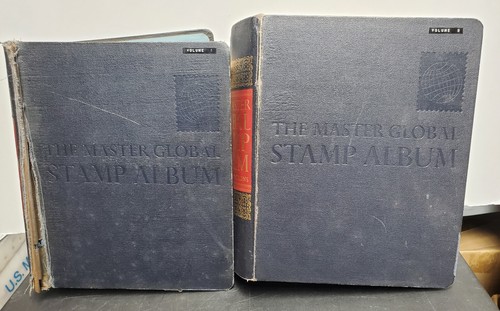 VOLUME 1
THE MASTER GLOBAL
STAMP ALBUM
VOLUME 2
THE MASTER GLOBAL
STAMP ALBUM
U.S. M